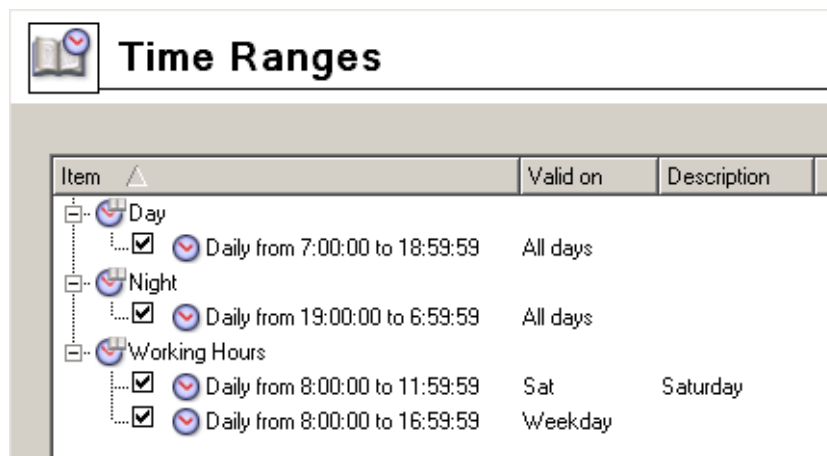 Time Ranges
Item Valid on Description
Day
Daily from 7:00:00 to 18:59:59 All days
Night
Daily from 19:00:00 to 6:59:59 All days
Working Hours
Daily from 8:00:00 to 11:59:59 Sat Saturday
Daily from 8:00:00 to 16:59:59 Weekday